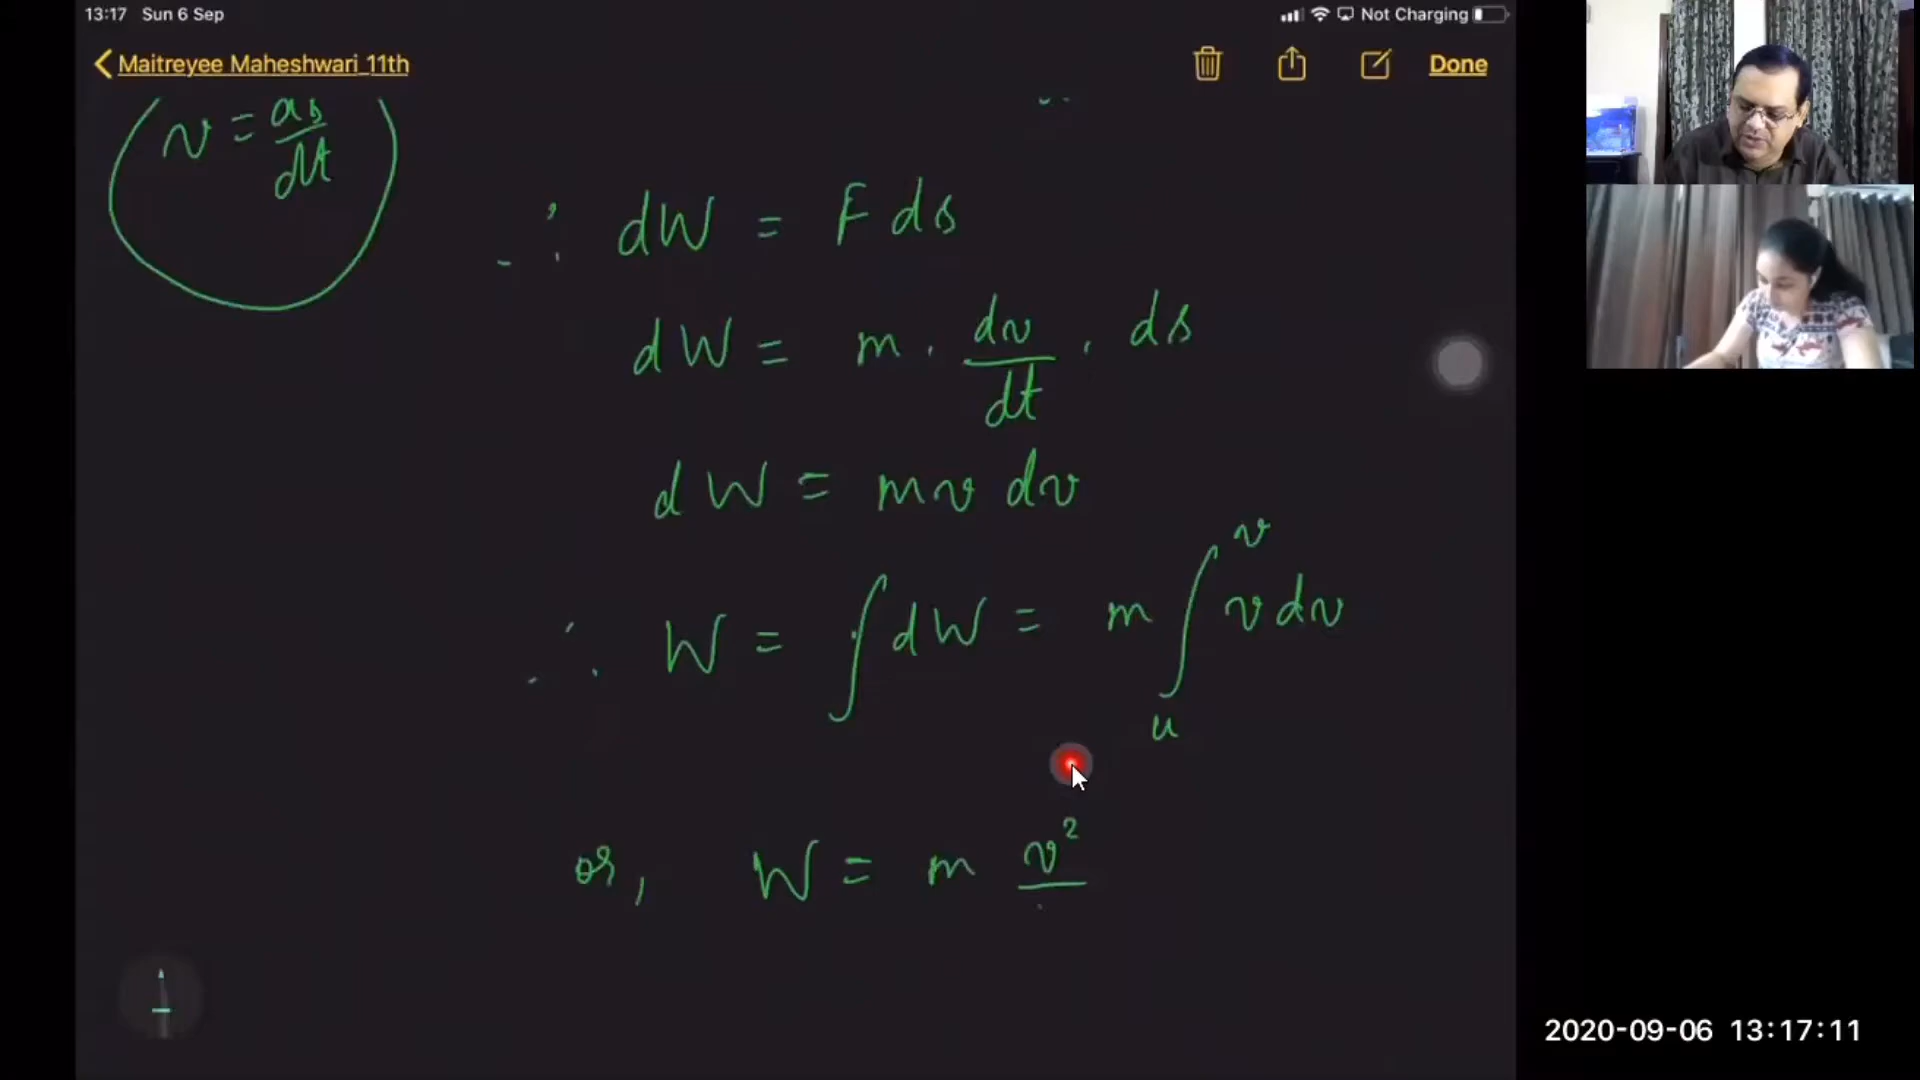 13:17 Sun 6 Sep Not Charging
Maitreyee Maheshwari_11th Done
v = ds/dt
∴ dW = F ds
dW = m . dv/dt . ds
dW = mv dv
∴ W = ∫ dW = m ∫_u^v v dv
or, W = m v²
2020-09-06 13:17:11